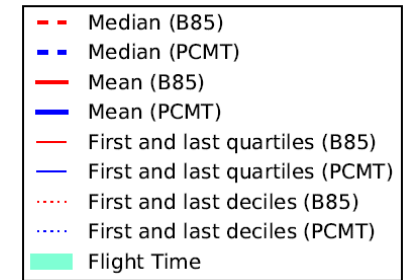 Median (B85)
Median (PCMT)
Mean (B85)
Mean (PCMT)
First and last quartiles (B85)
First and last quartiles (PCMT)
First and last deciles (B85)
First and last deciles (PCMT)
Flight Time